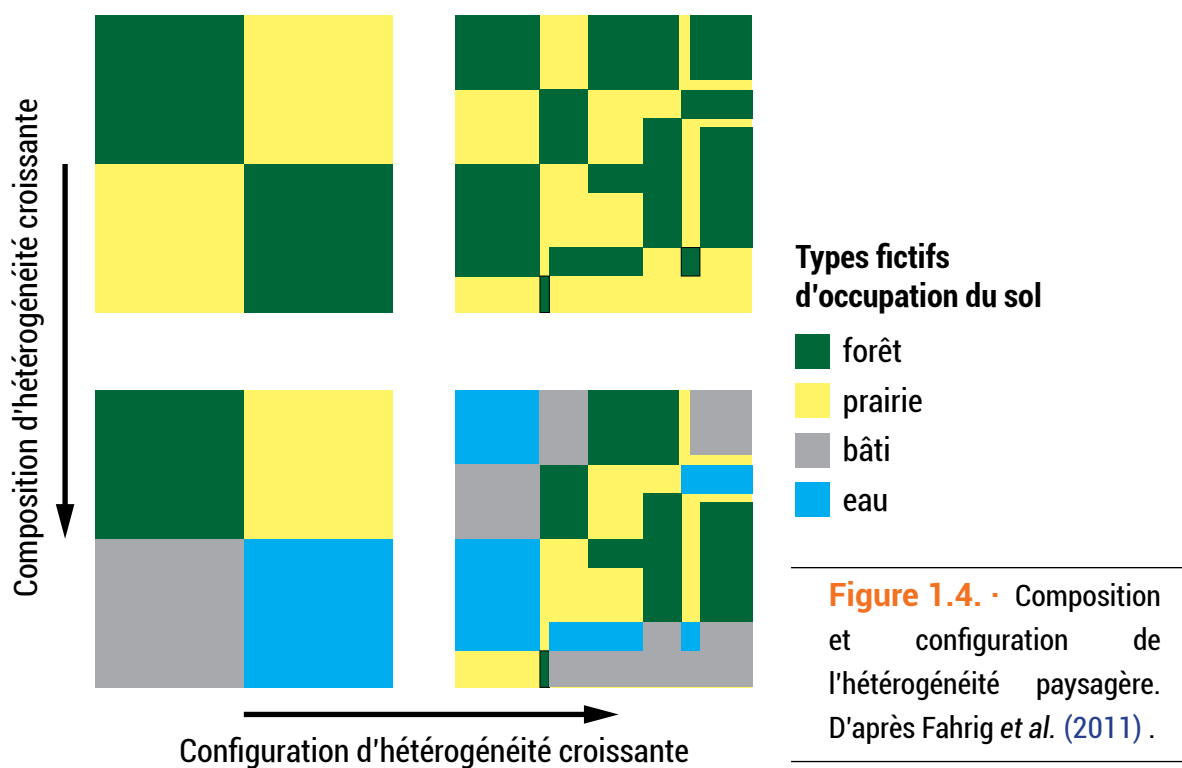 Composition d'hétérogénéité croissante
Configuration d'hétérogénéité croissante
Types fictifs
d'occupation du sol
forêt
prairie
bâti
eau
Figure 1.4. · Composition
et configuration de
l'hétérogénéité paysagère.
D'après Fahrig et al. (2011) .